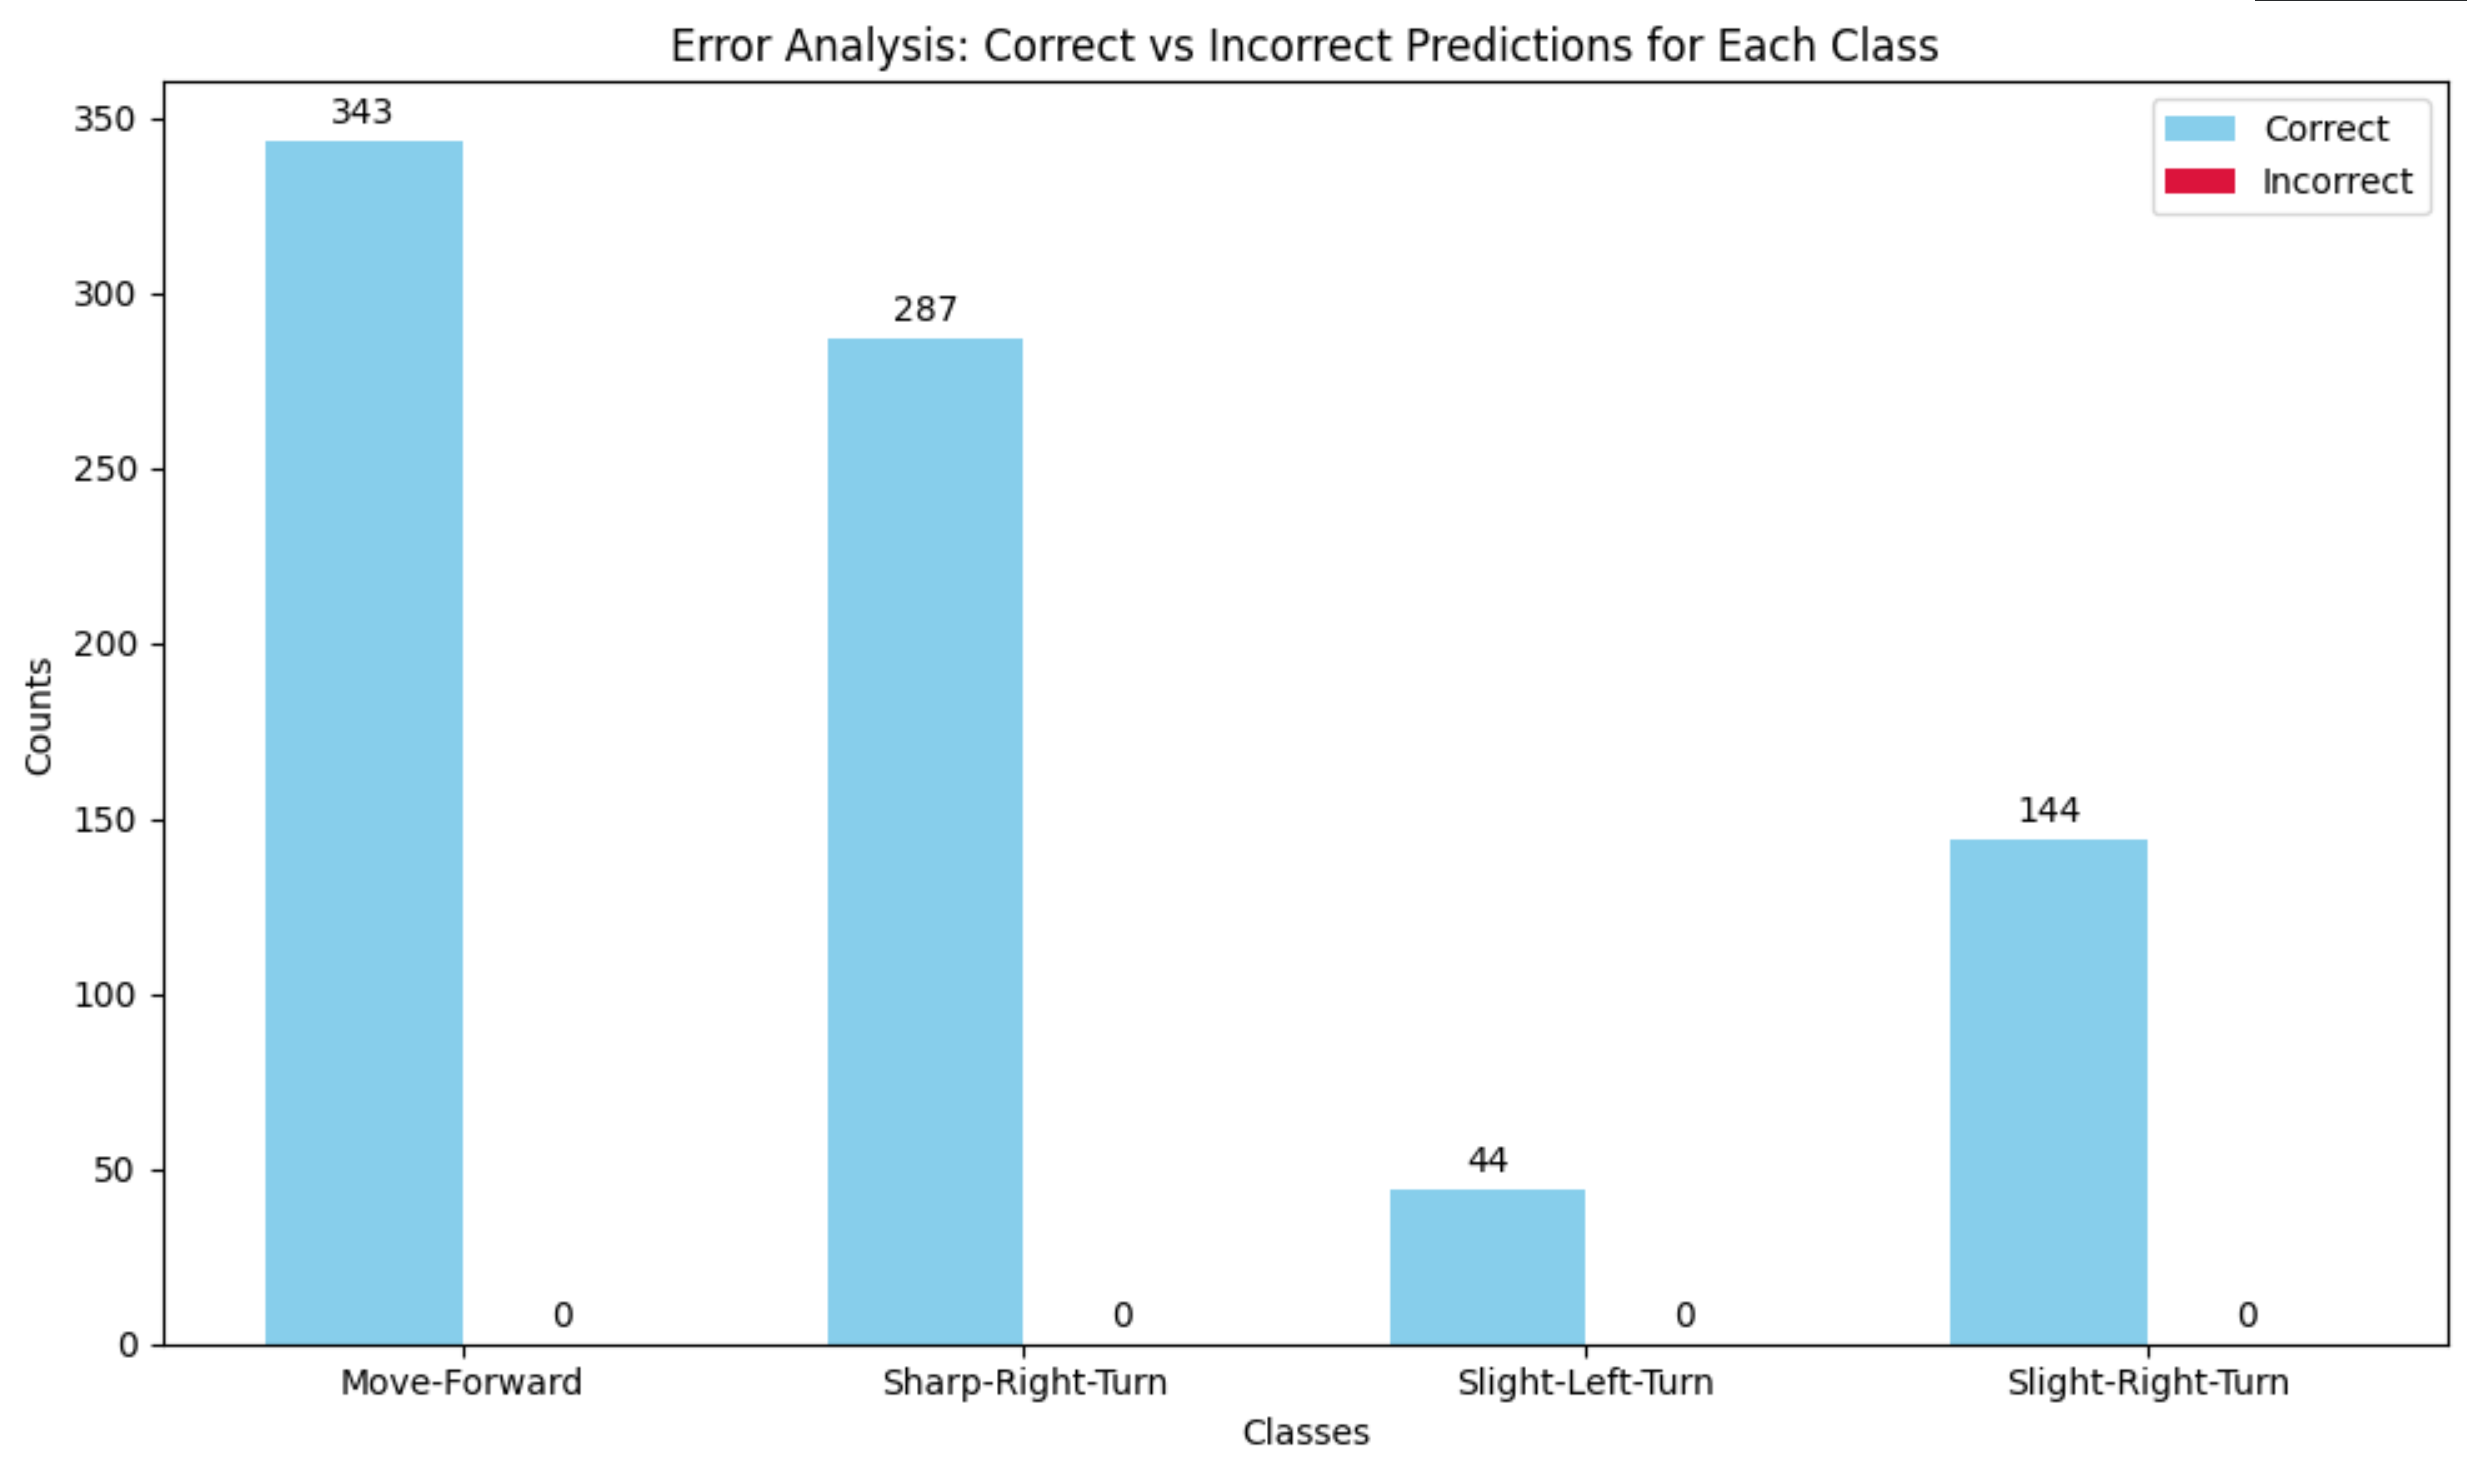 Error Analysis: Correct vs Incorrect Predictions for Each Class
Correct
Incorrect
Counts
350
300
250
200
150
100
50
0
343
0
287
0
44
0
144
0
Move-Forward
Sharp-Right-Turn
Slight-Left-Turn
Slight-Right-Turn
Classes